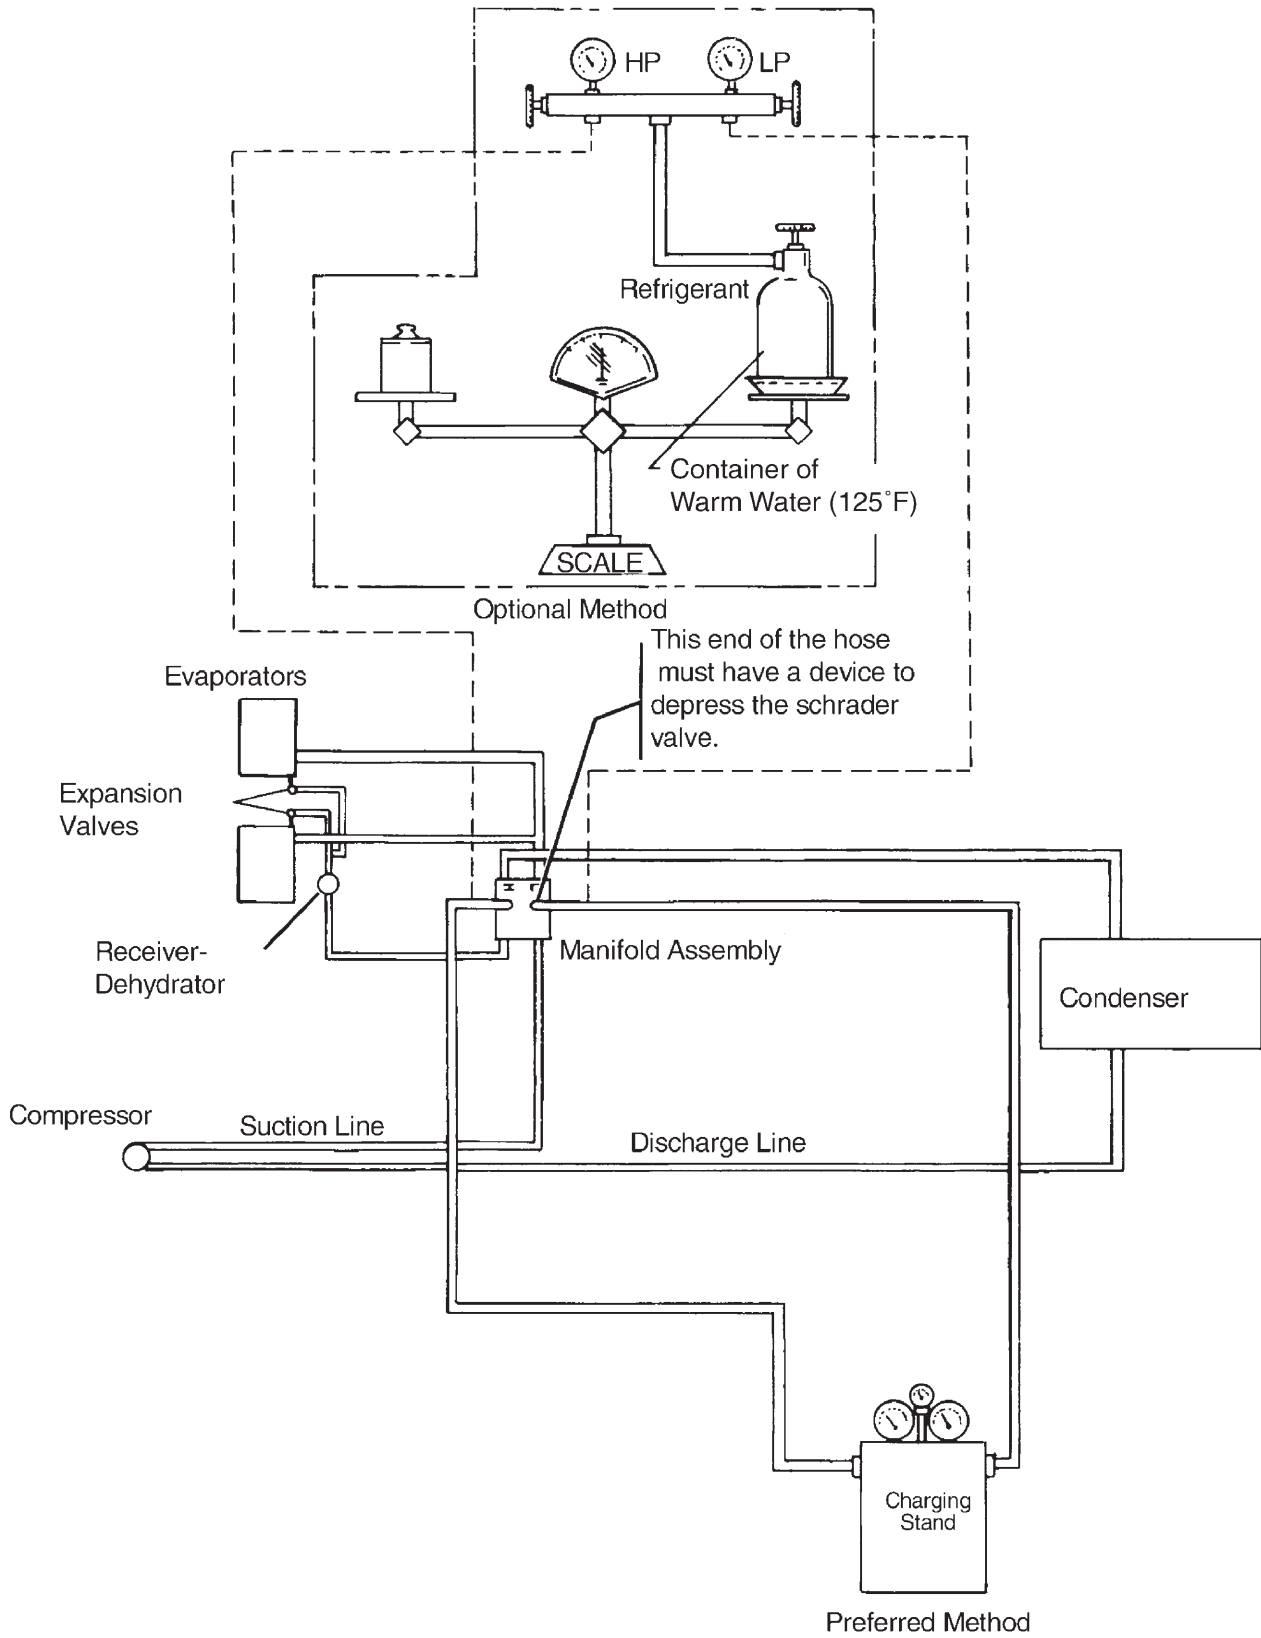 HP
LP
Refrigerant
Container of
Warm Water (125°F)
SCALE
Optional Method
This end of the hose
must have a device to
depress the schrader
valve.
Evaporators
Expansion
Valves
H L
Receiver-
Dehydrator
Manifold Assembly
Condenser
Compressor
Suction Line
Discharge Line
Charging
Stand
Preferred Method